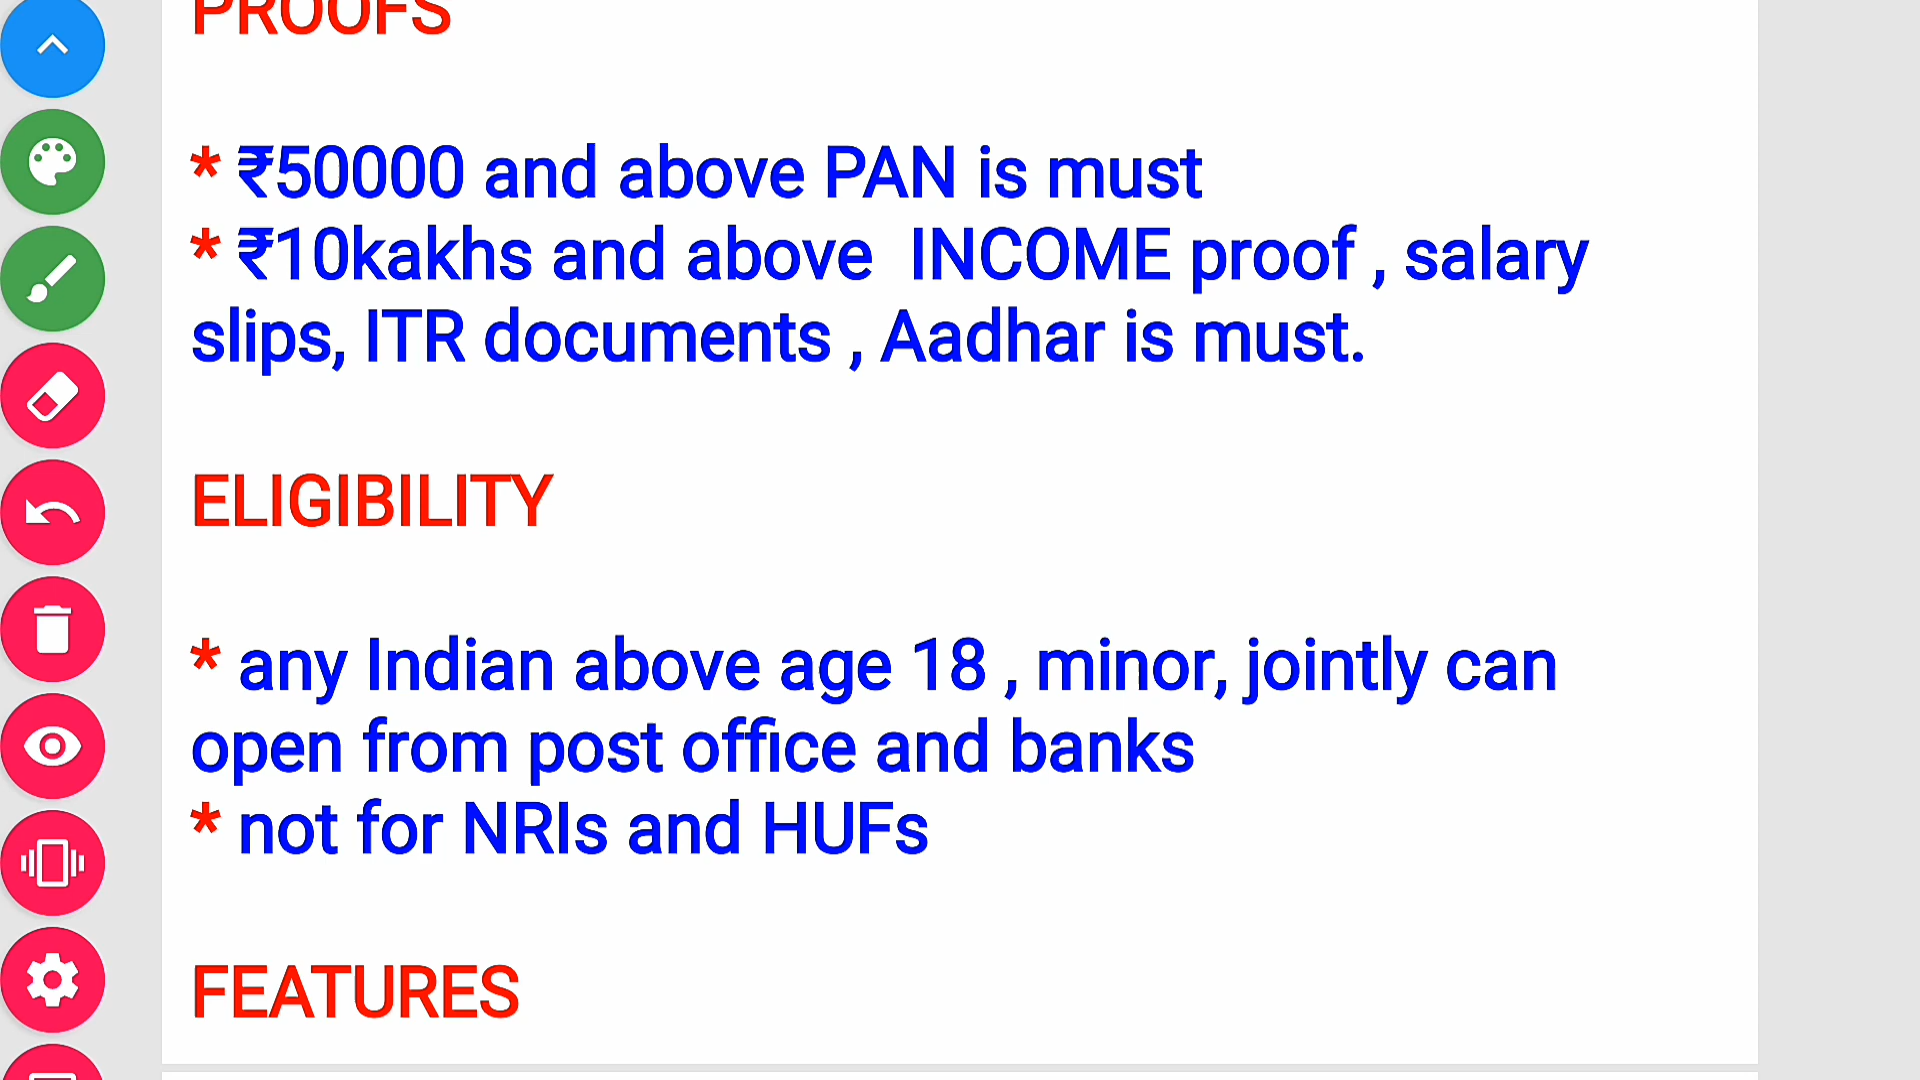 PROOFS
* ₹50000 and above PAN is must
* ₹10kakhs and above  INCOME proof , salary
slips, ITR documents , Aadhar is must.
ELIGIBILITY
* any Indian above age 18 , minor, jointly can
open from post office and banks
* not for NRIs and HUFs
FEATURES